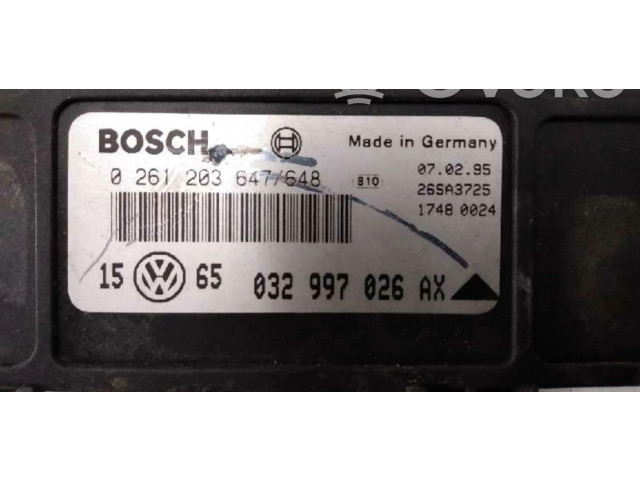 BOSCH
Made in Germany
0 261 203 647/648
810
07.02.95
26SA3725
1748 0024
15 VW 65
032 997 026 AX